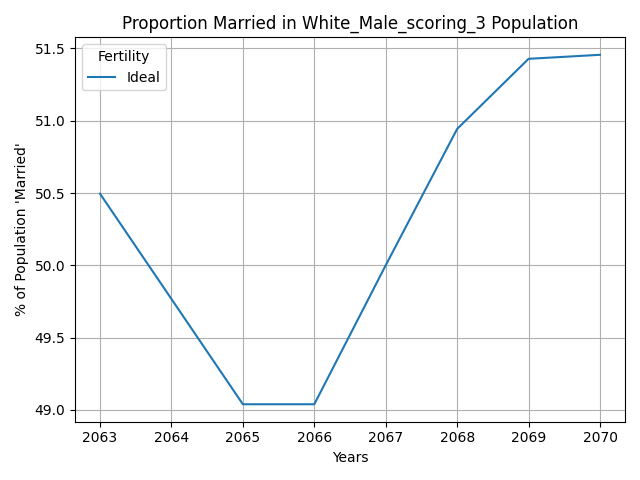 Proportion Married in White_Male_scoring_3 Population
Fertility
Ideal
% of Population 'Married'
51.5
51.0
50.5
50.0
49.5
49.0
2063 2064 2065 2066 2067 2068 2069 2070
Years